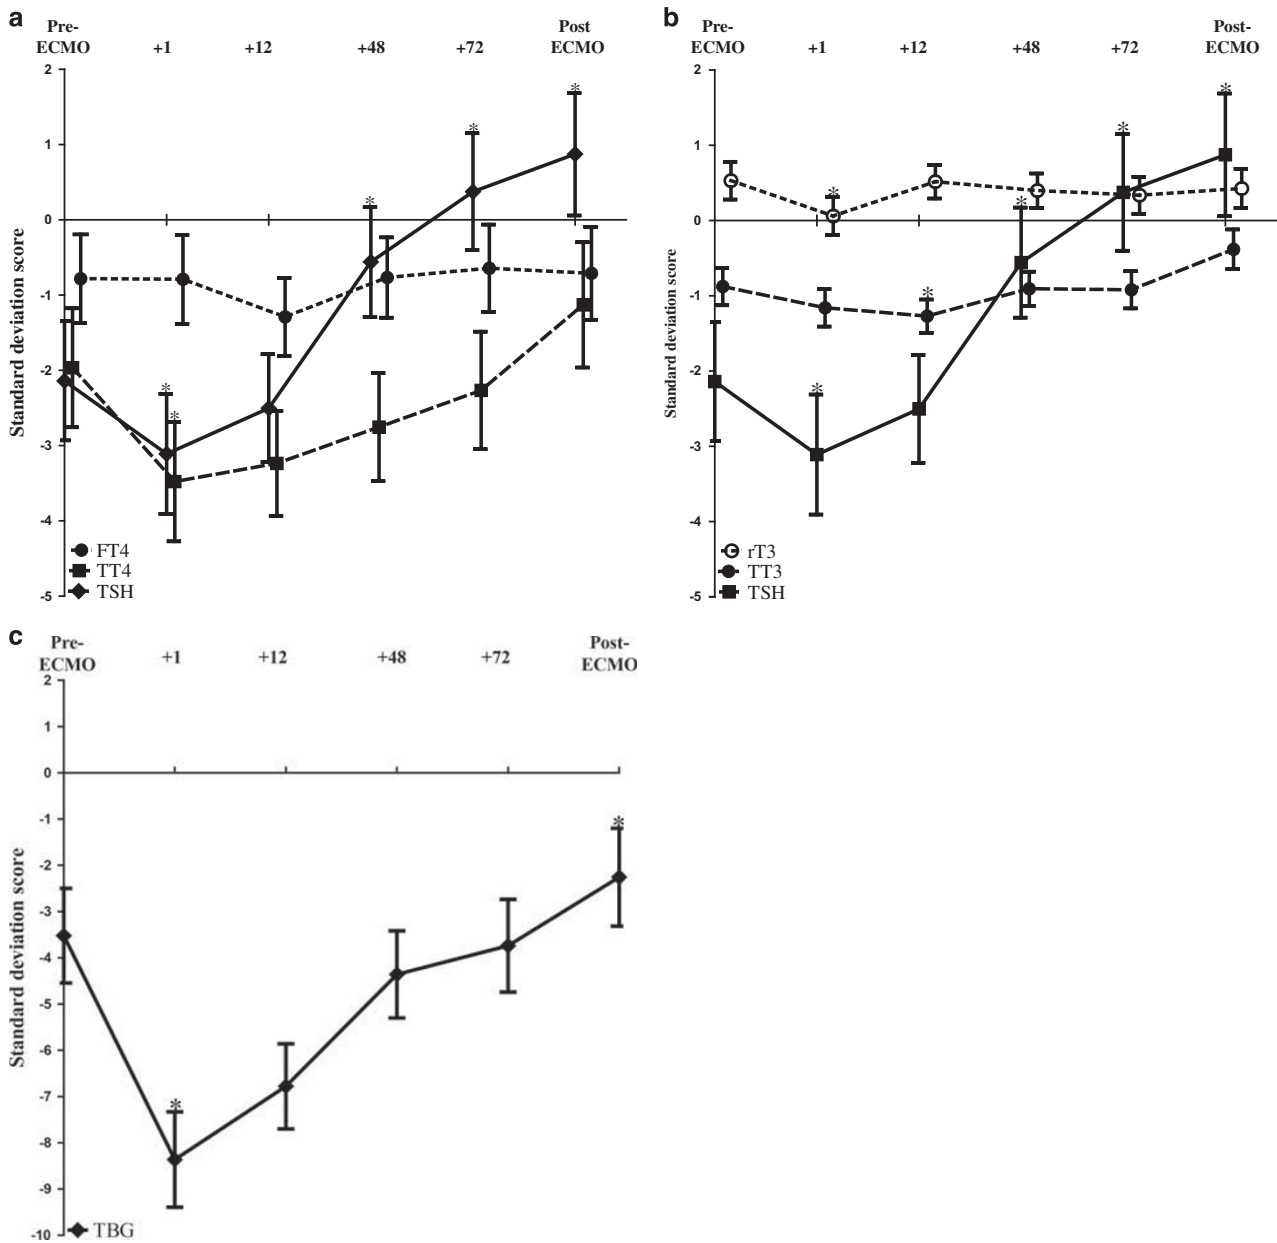 a
Pre-
ECMO +1 +12 +48 +72 Post
ECMO
2
1
0
-1
-2
-3
-4
-5
Standard deviation score
* * * * *
FT4
TT4
TSH
b
Pre-
ECMO +1 +12 +48 +72 Post-
ECMO
2
1
0
-1
-2
-3
-4
-5
Standard deviation score
* * * * * *
rT3
TT3
TSH
c
Pre-
ECMO +1 +12 +48 +72 Post-
ECMO
2
1
0
-1
-2
-3
-4
-5
-6
-7
-8
-9
-10
Standard deviation score
* *
TBG